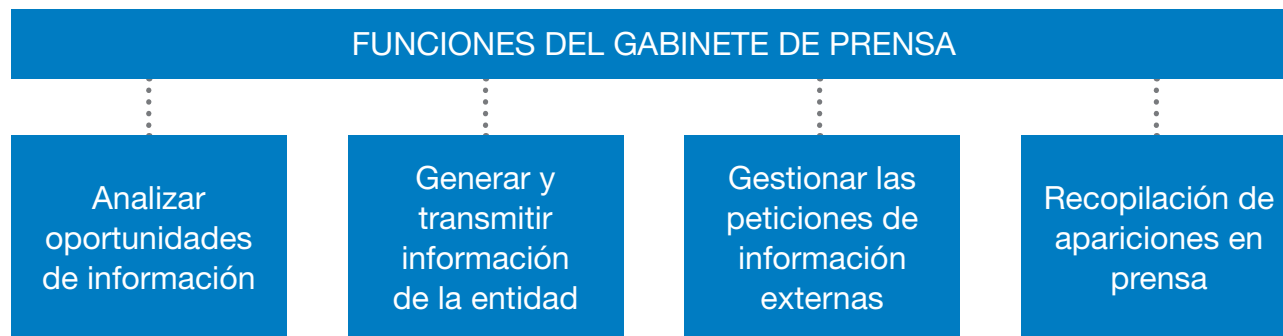 FUNCIONES DEL GABINETE DE PRENSA
Analizar
oportunidades
de información
Generar y
transmitir
información
de la entidad
Gestionar las
peticiones de
información
externas
Recopilación de
apariciones en
prensa